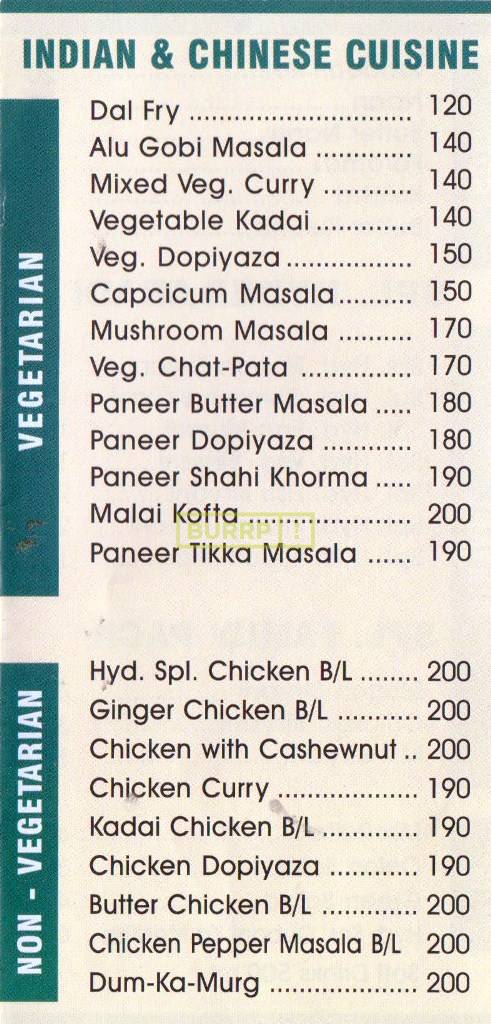 INDIAN & CHINESE CUISINE
VEGETARIAN
Dal Fry ............................ 120
Alu Gobi Masala ............ 140
Mixed Veg. Curry ............ 140
Vegetable Kadai ............ 140
Veg. Dopiyaza ................ 150
Capcicum Masala.......... 150
Mushroom Masala .......... 170
Veg. Chat-Pata .............. 170
Paneer Butter Masala ..... 180
Paneer Dopiyaza ............ 180
Paneer Shahi Khorma ..... 190
Malai Kofta...................... 200
BURRP!
Paneer Tikka Masala ...... 190
NON - VEGETARIAN
Hyd. Spl. Chicken B/L ........ 200
Ginger Chicken B/L ........... 200
Chicken with Cashewnut .. 200
Chicken Curry .................. 190
Kadai Chicken B/L ............. 190
Chicken Dopiyaza ............ 190
Butter Chicken B/L ............ 200
Chicken Pepper Masala B/L 200
Dum-Ka-Murg ................... 200